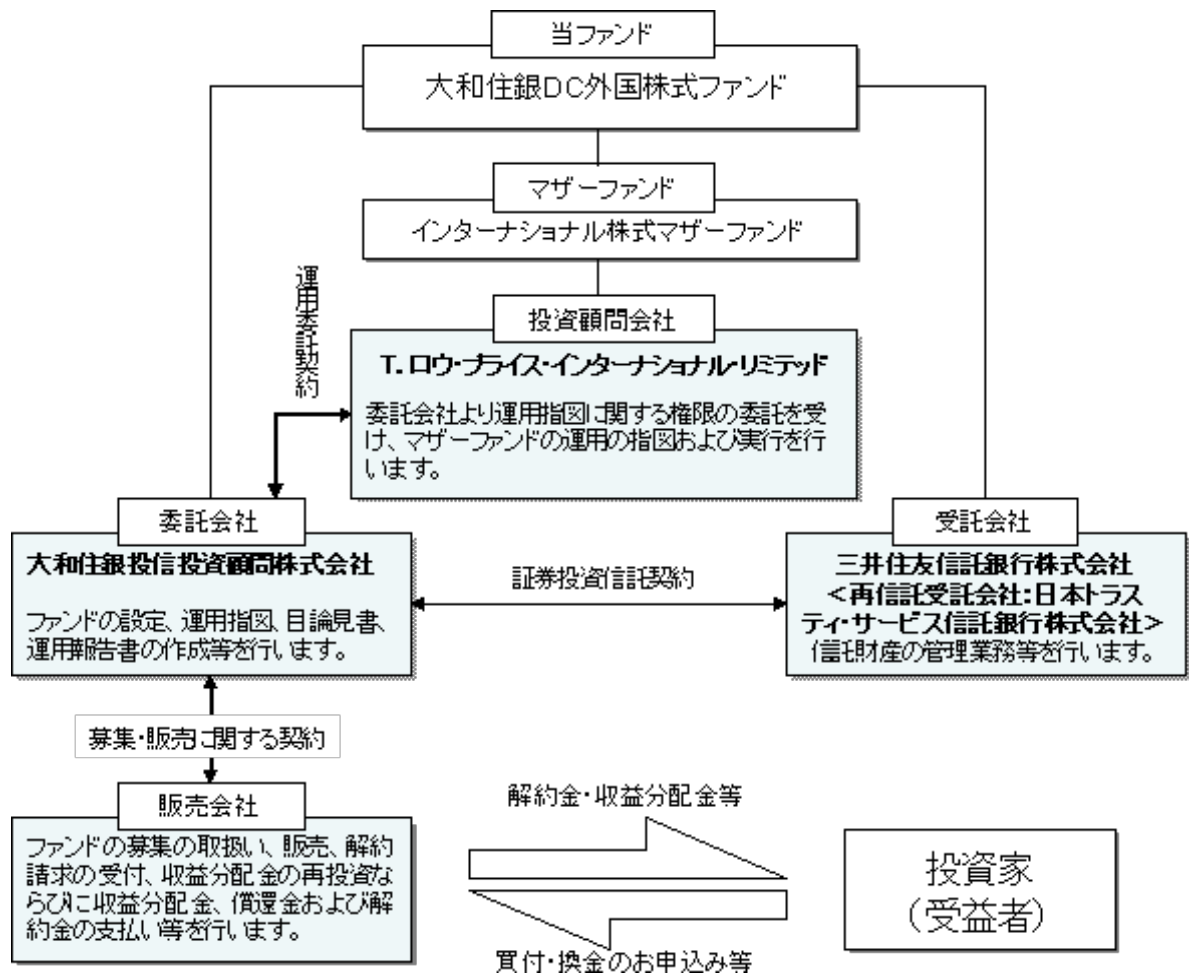 当ファンド
大和住銀DC外国株式ファンド
マザーファンド
インターナショナル株式マザーファンド
運用委託契約
投資顧問会社
T.ロウ・プライス・インターナショナル・リミテッド
委託会社より運用指図に関する権限の委託を受
け、マザーファンドの運用の指図および実行を行
います。
委託会社
大和住銀投信投資顧問株式会社
ファンドの設定、運用指図、目論見書、
運用報告書の作成等を行います。
証券投資信託契約
受託会社
三井住友信託銀行株式会社
<再信託受託会社:日本トラス
ティ・サービス信託銀行株式会社>
信託財産の管理業務等を行います。
募集・販売に関する契約
販売会社
ファンドの募集の取扱い、販売、解約
請求の受付、収益分配金の再投資な
らびに収益分配金、償還金および解
約金の支払い等を行います。
解約金・収益分配金等
買付・換金のお申込み等
投資家
(受益者)